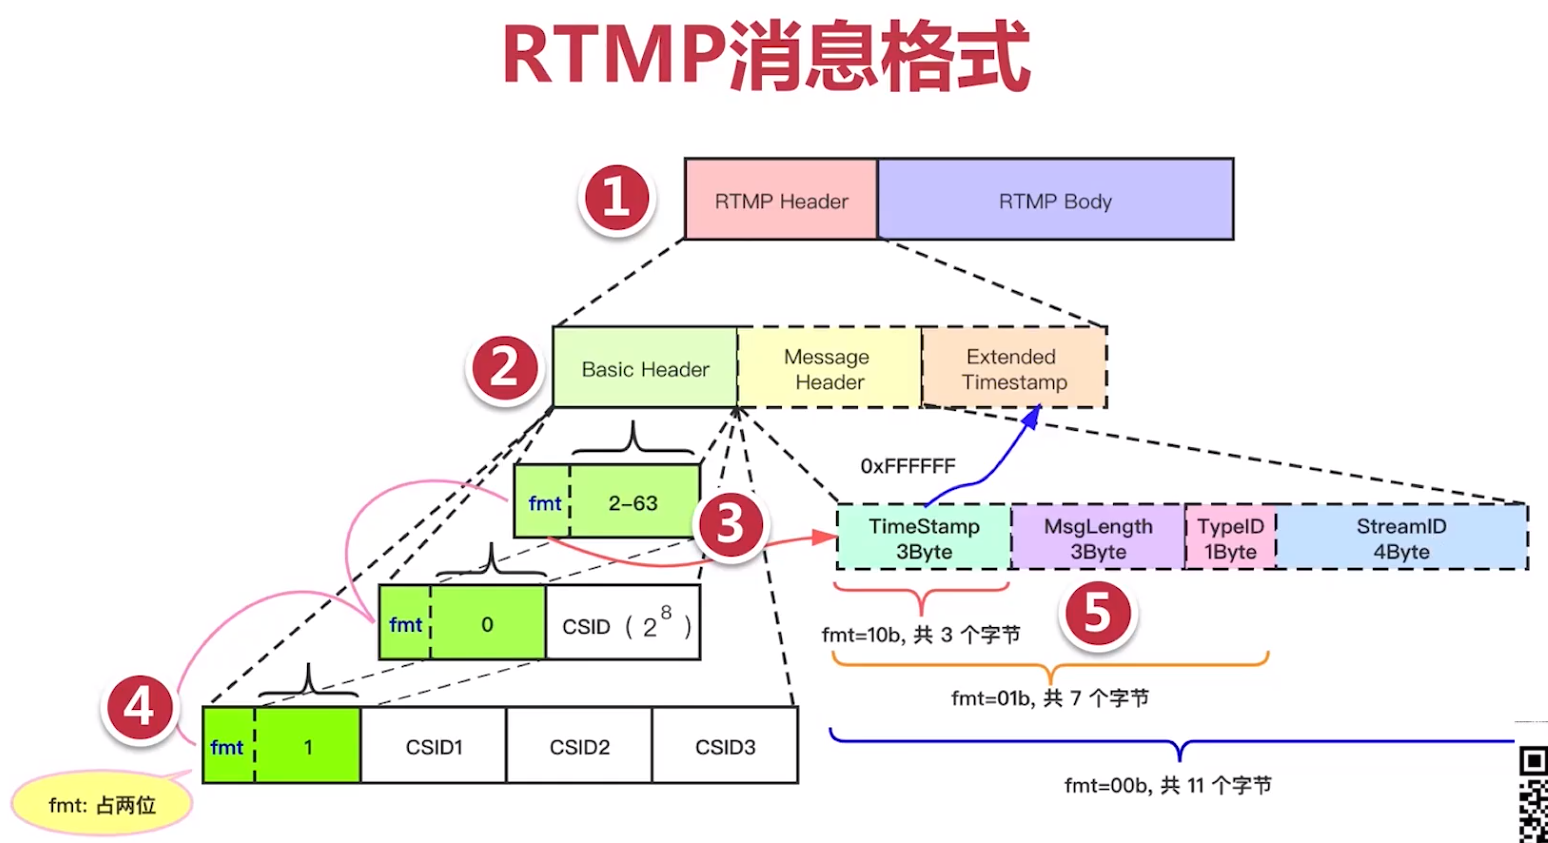 RTMP消息格式
1
RTMP Header
RTMP Body
2
Basic Header
Message
Header
Extended
Timestamp
0xFFFFFF
fmt
2-63
3
TimeStamp
3Byte
MsgLength
3Byte
TypeID
1Byte
StreamID
4Byte
fmt
0
CSID ( 2^8 )
5
fmt=10b, 共 3 个字节
fmt=01b, 共 7 个字节
4
fmt
1
CSID1
CSID2
CSID3
fmt=00b, 共 11 个字节
fmt: 占两位